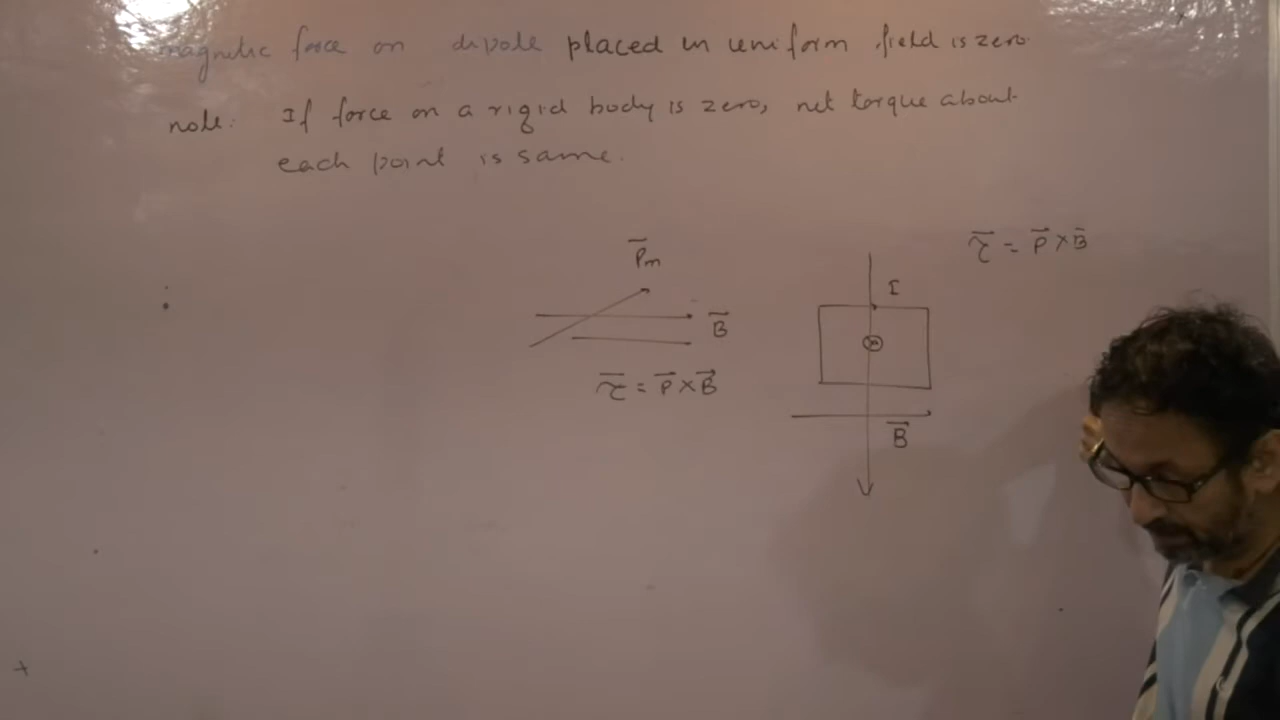 magnetic force on dipole placed in uniform field is zero.
note: If force on a rigid body is zero, net torque about
each point is same.
P⃗m
B⃗
τ⃗ = P⃗ × B⃗
I
B⃗
τ⃗ = P⃗ × B⃗